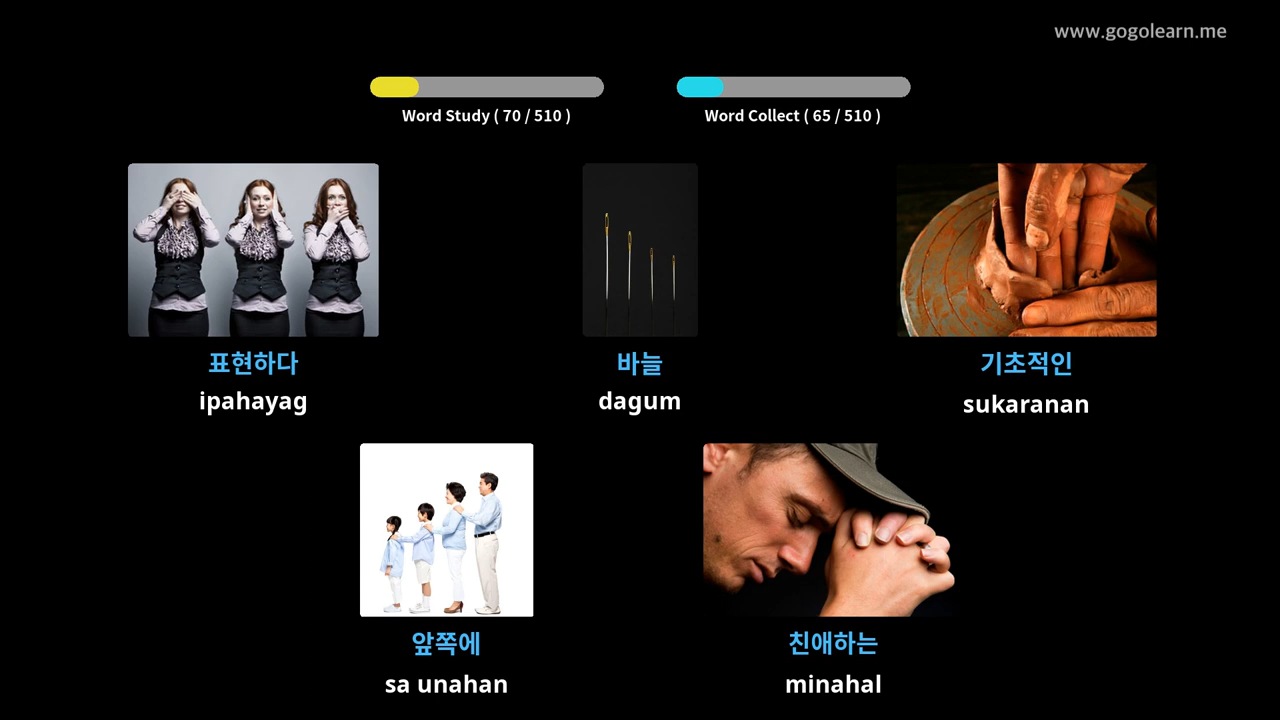 www.gogolearn.me
Word Study ( 70 / 510 )
Word Collect ( 65 / 510 )
표현하다
ipahayag
바늘
dagum
기초적인
sukaranan
앞쪽에
sa unahan
친애하는
minahal